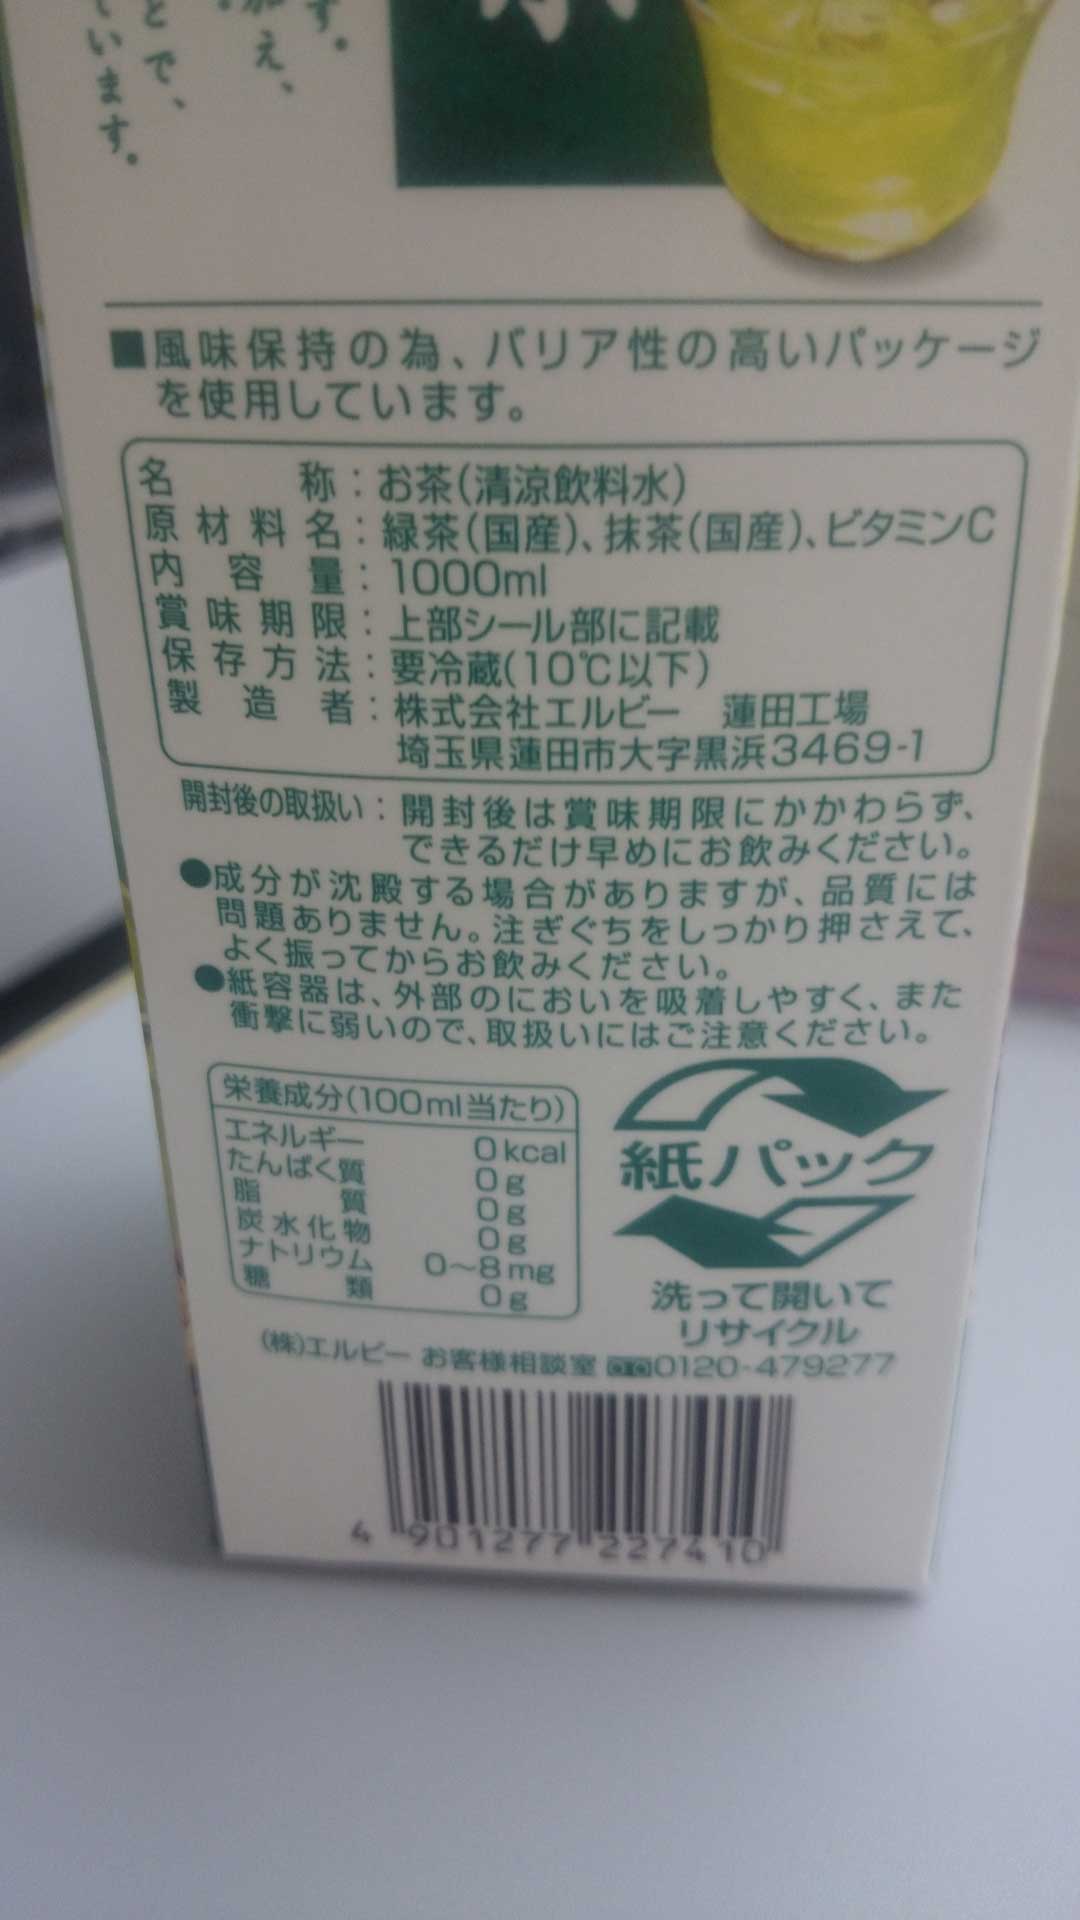 す。
加え、
とで、
ています。
■風味保持の為、バリア性の高いパッケージ
を使用しています。
名称：お茶(清涼飲料水)
原材料名：緑茶(国産)、抹茶(国産)、ビタミンC
内容量：1000ml
賞味期限：上部シール部に記載
保存方法：要冷蔵(10℃以下)
製造者：株式会社エルビー 蓮田工場
埼玉県蓮田市大字黒浜3469-1
開封後の取扱い：開封後は賞味期限にかかわらず、
できるだけ早めにお飲みください。
●成分が沈殿する場合がありますが、品質には
問題ありません。注ぎぐちをしっかり押さえて、
よく振ってからお飲みください。
●紙容器は、外部のにおいを吸着しやすく、また
衝撃に弱いので、取扱いにはご注意ください。
栄養成分(100ml当たり)
エネルギー 0kcal
たんぱく質 0g
脂質 0g
炭水化物 0g
ナトリウム 0〜8mg
糖類 0g
紙パック
洗って開いて
リサイクル
(株)エルビー お客様相談室 0120-479277
4 901277 227410